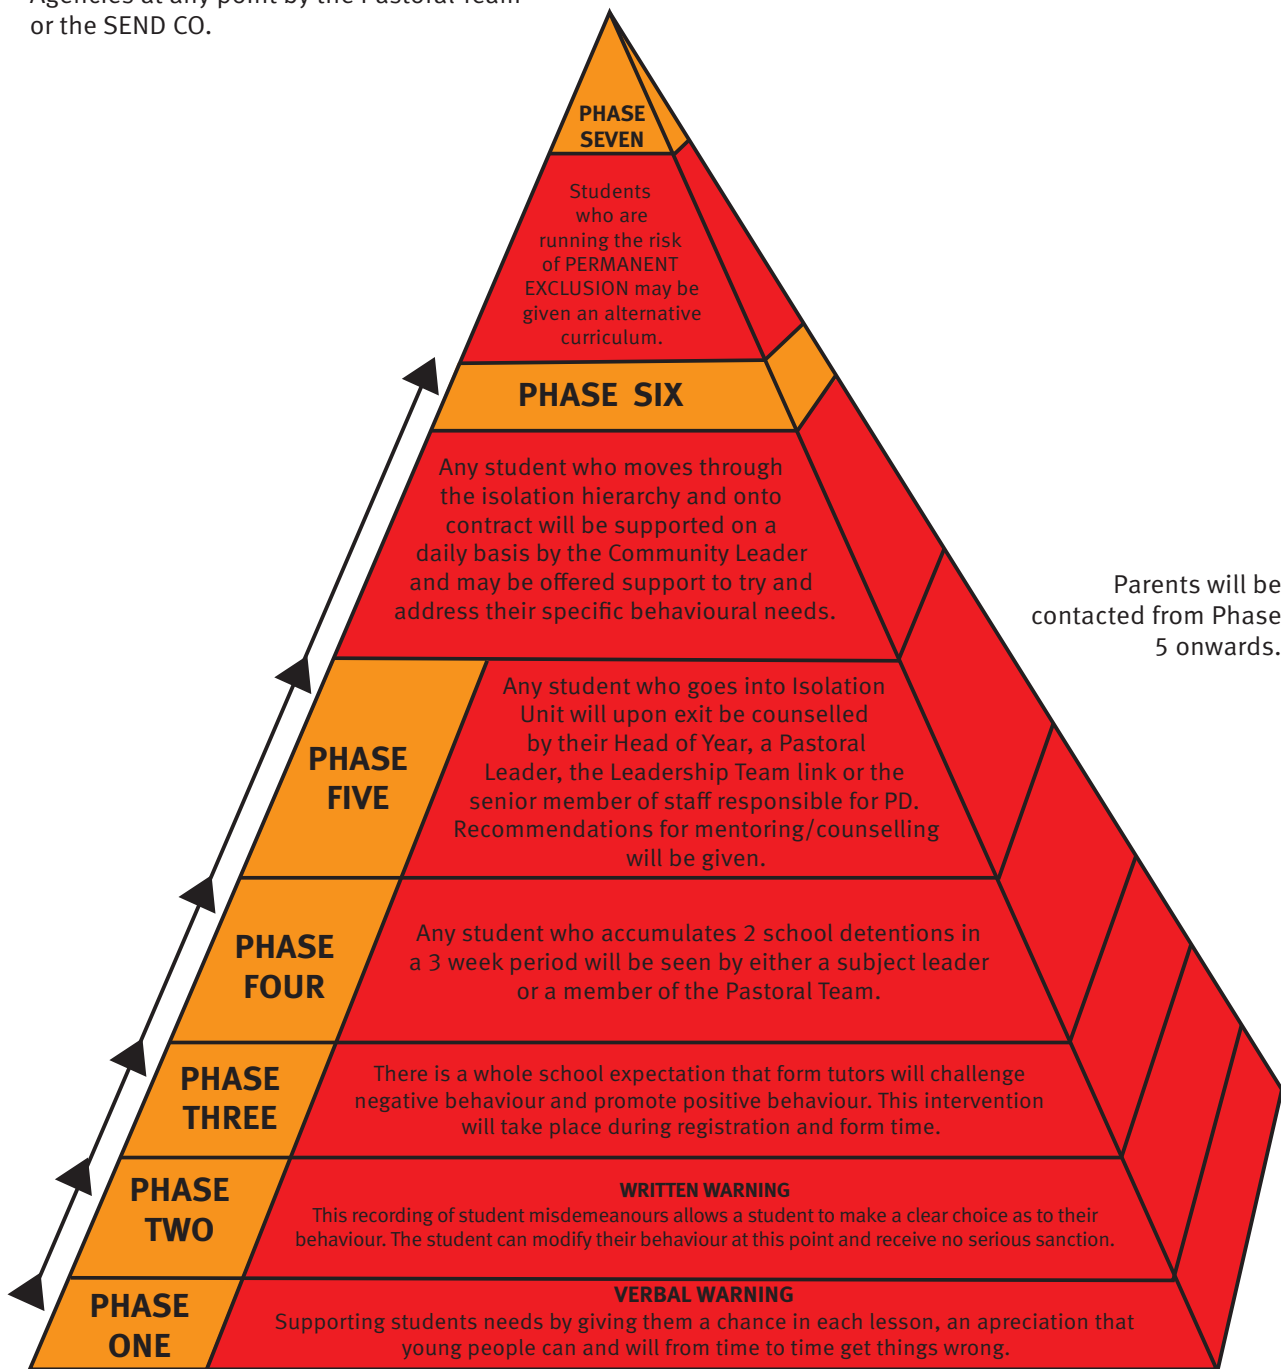 Agencies at any point by the Pastoral Team
or the SEND CO.
PHASE
SEVEN
Students
who are
running the risk
of PERMANENT
EXCLUSION may be
given an alternative
curriculum.
PHASE SIX
Any student who moves through
the isolation hierarchy and onto
contract will be supported on a
daily basis by the Community Leader
and may be offered support to try and
address their specific behavioural needs.
Parents will be
contacted from Phase
5 onwards.
PHASE
FIVE
Any student who goes into Isolation
Unit will upon exit be counselled
by their Head of Year, a Pastoral
Leader, the Leadership Team link or the
senior member of staff responsible for PD.
Recommendations for mentoring/counselling
will be given.
PHASE
FOUR
Any student who accumulates 2 school detentions in
a 3 week period will be seen by either a subject leader
or a member of the Pastoral Team.
PHASE
THREE
There is a whole school expectation that form tutors will challenge
negative behaviour and promote positive behaviour. This intervention
will take place during registration and form time.
PHASE
TWO
WRITTEN WARNING
This recording of student misdemeanours allows a student to make a clear choice as to their
behaviour. The student can modify their behaviour at this point and receive no serious sanction.
PHASE
ONE
VERBAL WARNING
Supporting students needs by giving them a chance in each lesson, an apreciation that
young people can and will from time to time get things wrong.